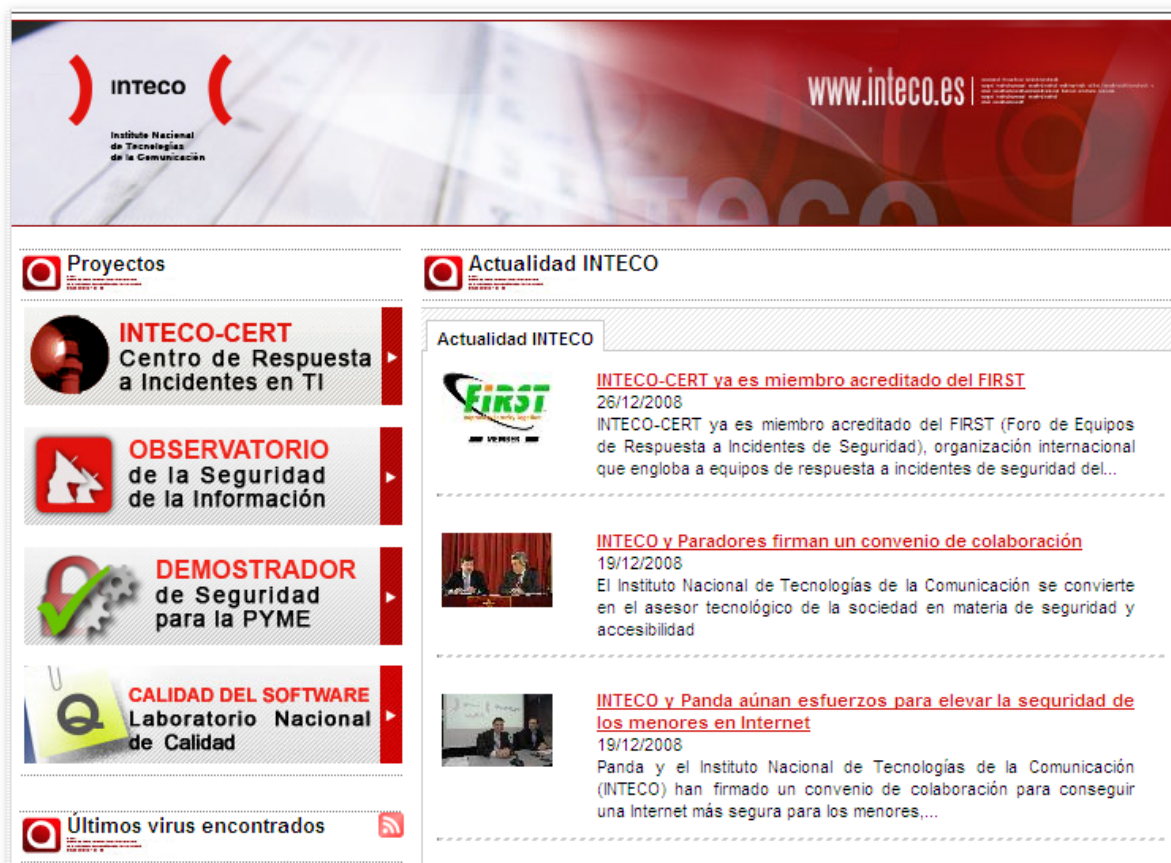 INTECO
Instituto Nacional
de Tecnologías
de la Comunicación
www.inteco.es
INTECO
Proyectos
INTECO-CERT
Centro de Respuesta
a Incidentes en TI
OBSERVATORIO
de la Seguridad
de la Información
DEMOSTRADOR
de Seguridad
para la PYME
Q
CALIDAD DEL SOFTWARE
Laboratorio Nacional
de Calidad
Últimos virus encontrados
Actualidad INTECO
Actualidad INTECO
FIRST
MEMBER
INTECO-CERT ya es miembro acreditado del FIRST
26/12/2008
INTECO-CERT ya es miembro acreditado del FIRST (Foro de Equipos
de Respuesta a Incidentes de Seguridad), organización internacional
que engloba a equipos de respuesta a incidentes de seguridad del...
INTECO y Paradores firman un convenio de colaboración
19/12/2008
El Instituto Nacional de Tecnologías de la Comunicación se convierte
en el asesor tecnológico de la sociedad en materia de seguridad y
accesibilidad
INTECO y Panda aúnan esfuerzos para elevar la seguridad de
los menores en Internet
19/12/2008
Panda y el Instituto Nacional de Tecnologías de la Comunicación
(INTECO) han firmado un convenio de colaboración para conseguir
una Internet más segura para los menores,...